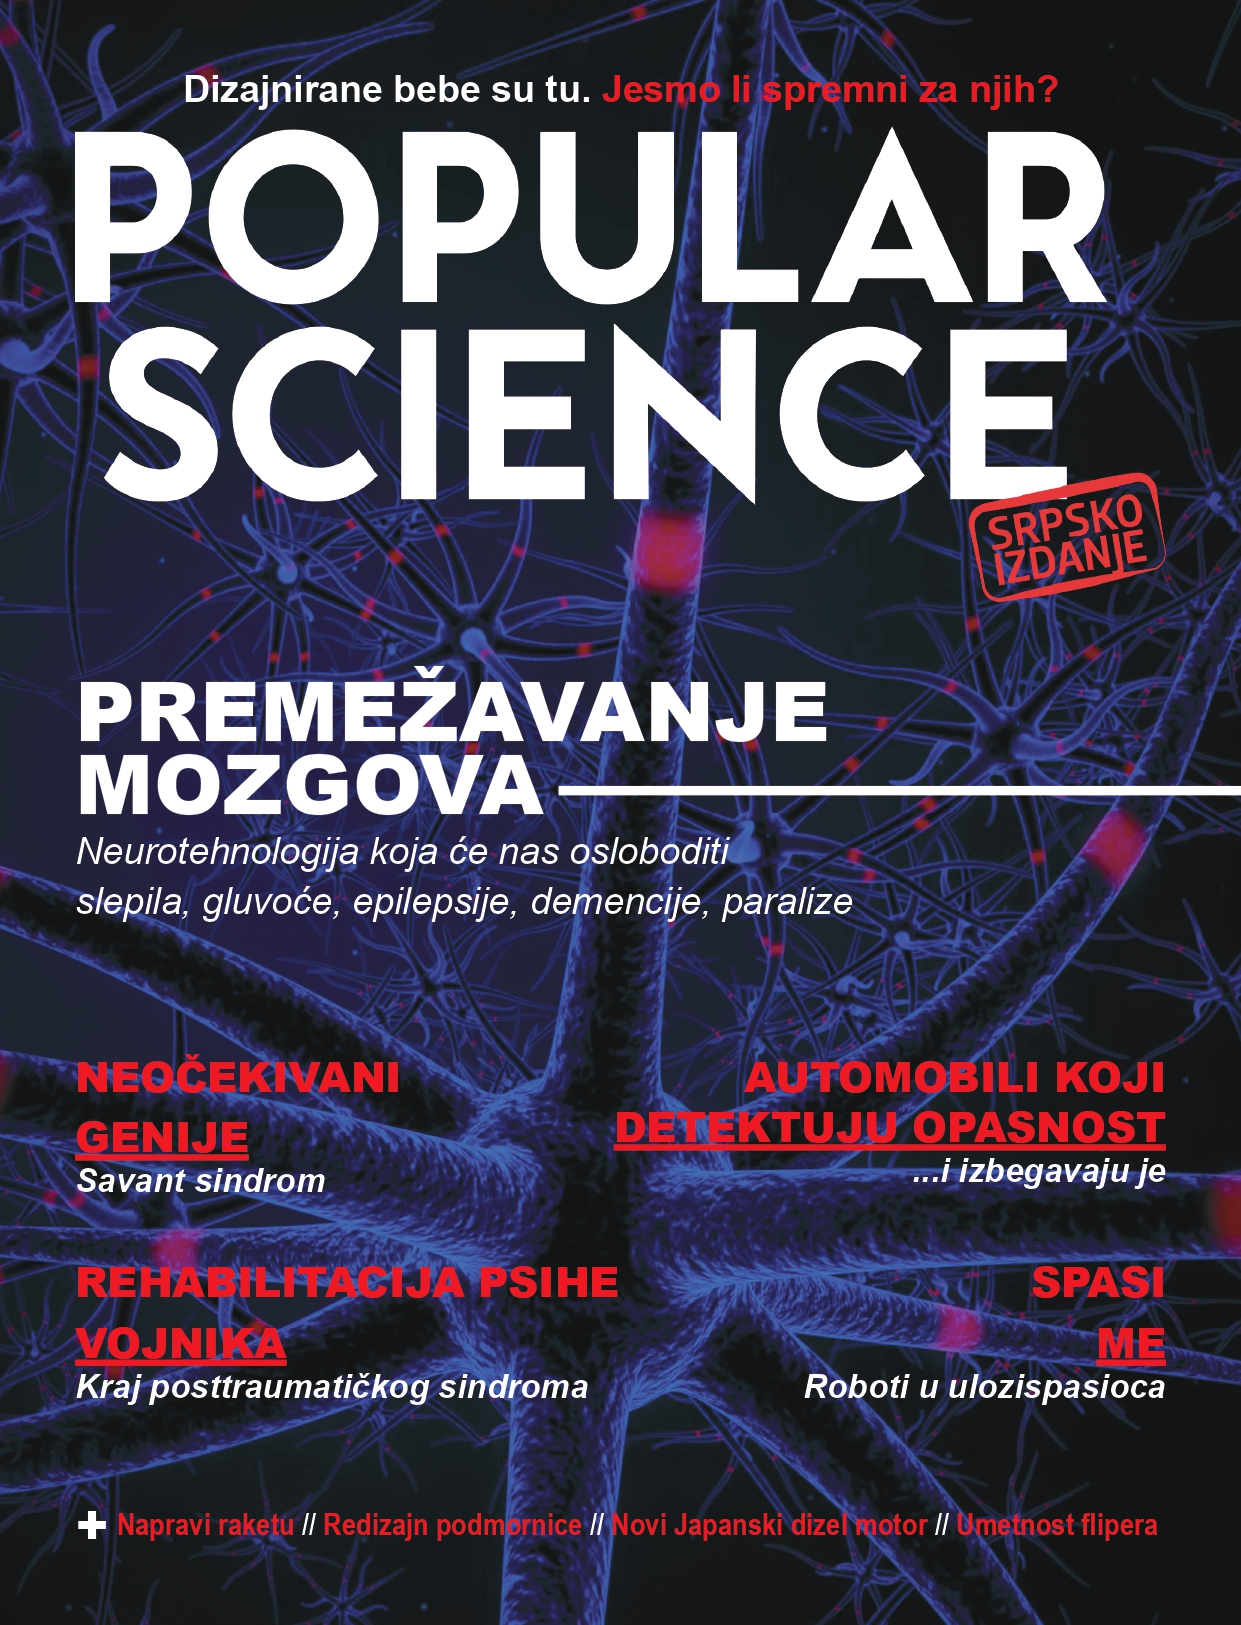 Dizajnirane bebe su tu. Jesmo li spremni za njih?
POPULAR
SCIENCE
SRPSKO
IZDANJE
PREMEŽAVANJE
MOZGOVA
Neurotehnologija koja će nas osloboditi
slepila, gluvoće, epilepsije, demencije, paralize
NEOČEKIVANI
GENIJE
Savant sindrom
AUTOMOBILI KOJI
DETEKTUJU OPASNOST
...i izbegavaju je
REHABILITACIJA PSIHE
VOJNIKA
Kraj posttraumatičkog sindroma
SPASI
ME
Roboti u ulozispasioca
+ Napravi raketu // Redizajn podmornice // Novi Japanski dizel motor // Umetnost flipera